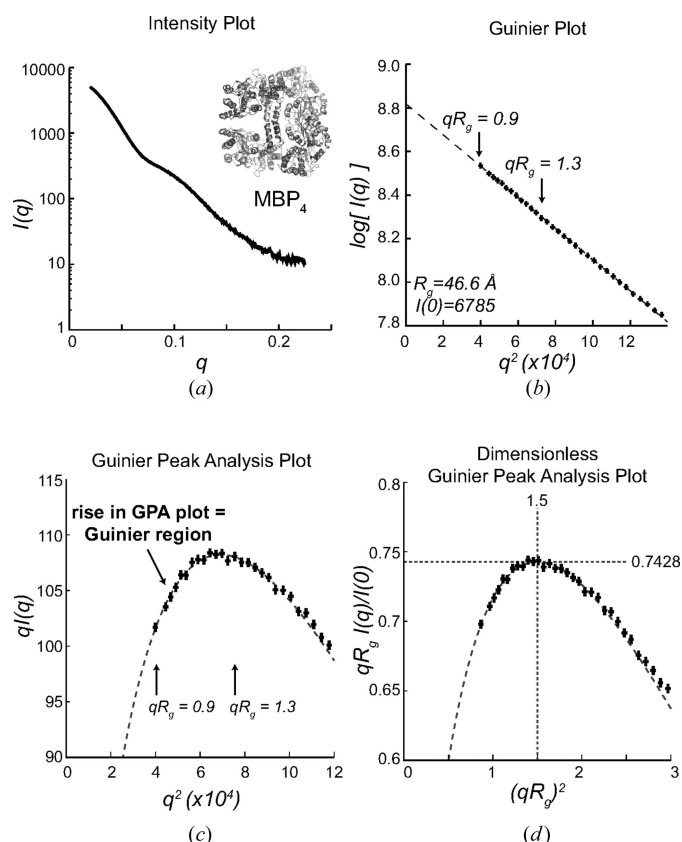 Intensity Plot
10000
1000
100
10
1
I(q)
MBP₄
0
0.1
0.2
q
(a)
Guinier Plot
9.0
8.8
8.6
8.4
8.2
8.0
7.8
log[ I(q) ]
qRg = 0.9
qRg = 1.3
Rg=46.6 Å
I(0)=6785
0
4
8
12
q² (x10⁴)
(b)
Guinier Peak Analysis Plot
115
110
105
100
95
90
qI(q)
rise in GPA plot =
Guinier region
qRg = 0.9
qRg = 1.3
0
2
4
6
8
10
12
q² (x10⁴)
(c)
Dimensionless
Guinier Peak Analysis Plot
0.8
0.75
0.7
0.65
0.6
qRg I(q)/I(0)
1.5
0.7428
0
1
2
3
(qRg)²
(d)